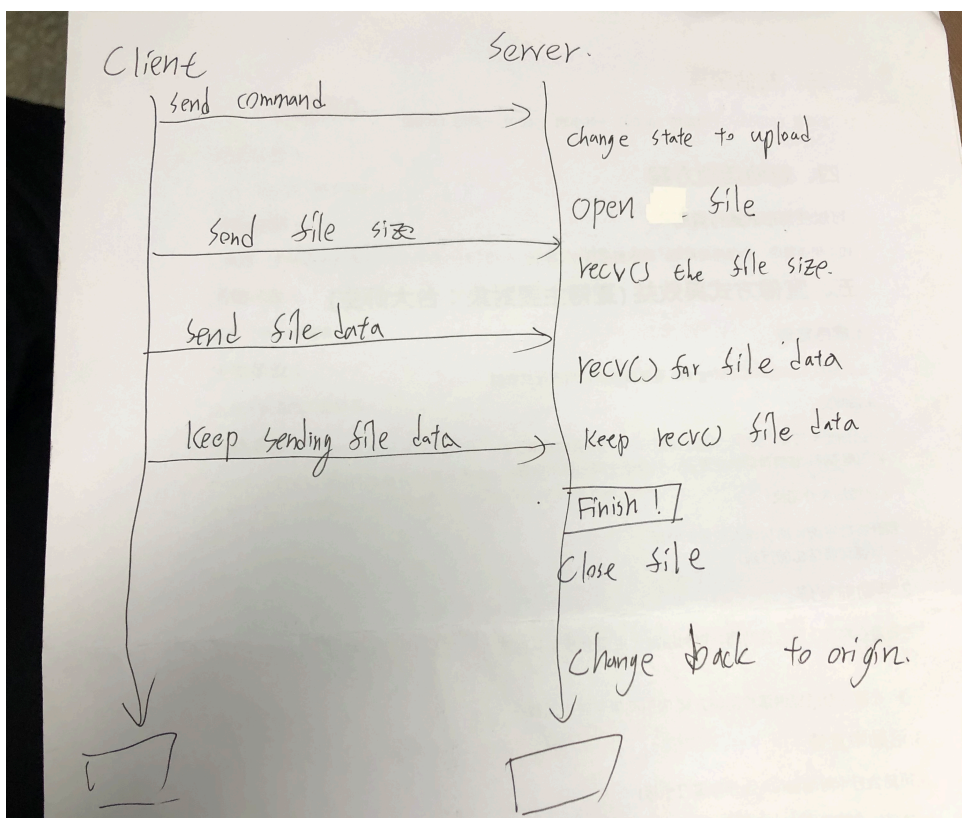 Client
Server.
send command
change state to upload
open . file
send file size
recv() the file size.
send file data
recv() for file data
Keep sending file data
keep recv() file data
Finish !
Close file
change back to origin.